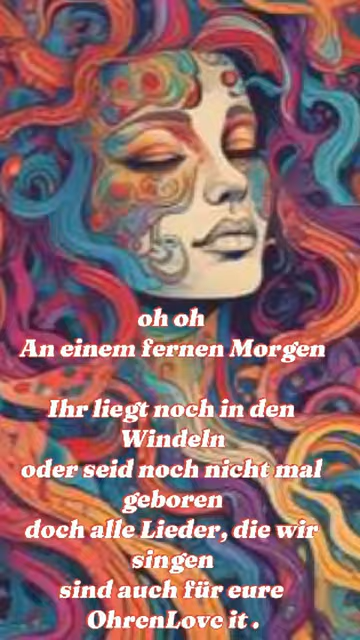 oh oh
An einem fernen Morgen
Ihr liegt noch in den
Windeln
oder seid noch nicht mal
geboren
doch alle Lieder, die wir
singen
sind auch für eure
OhrenLove it .